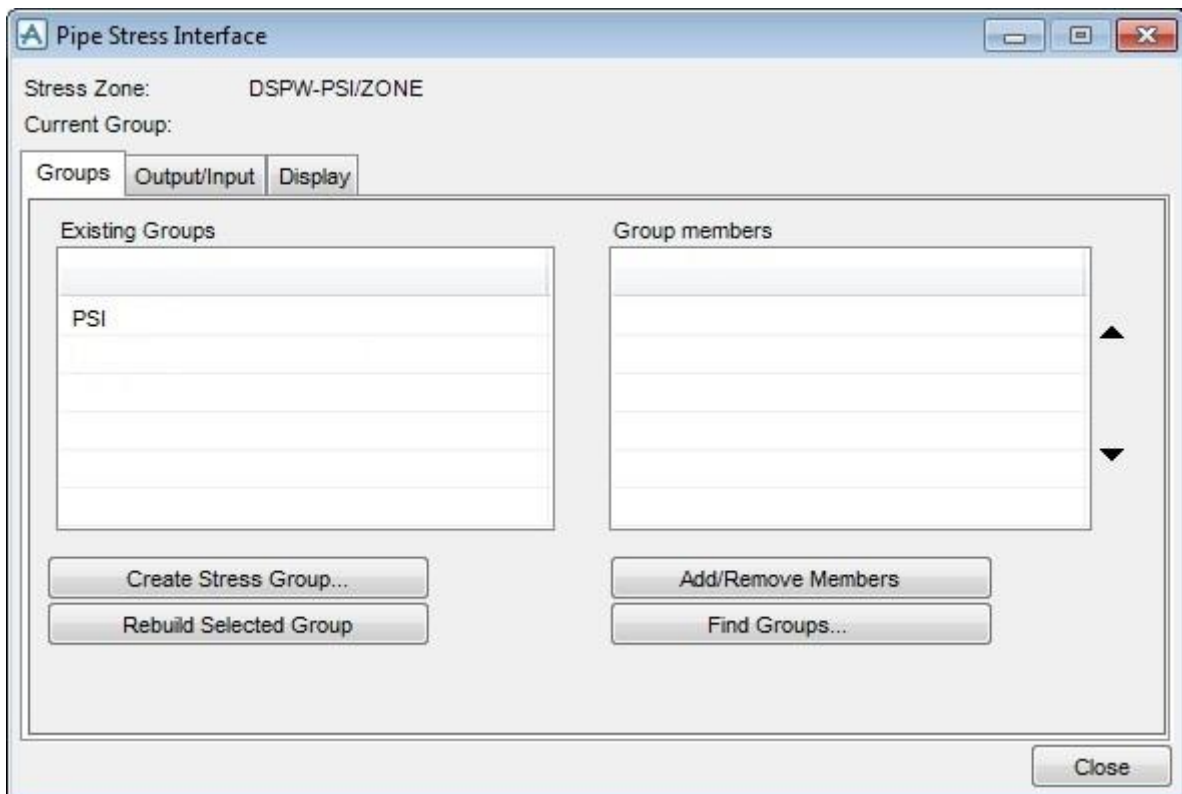 Pipe Stress Interface
Stress Zone: DSPW-PSI/ZONE
Current Group:
Groups Output/Input Display
Existing Groups Group members
PSI
Create Stress Group... Add/Remove Members
Rebuild Selected Group Find Groups...
Close